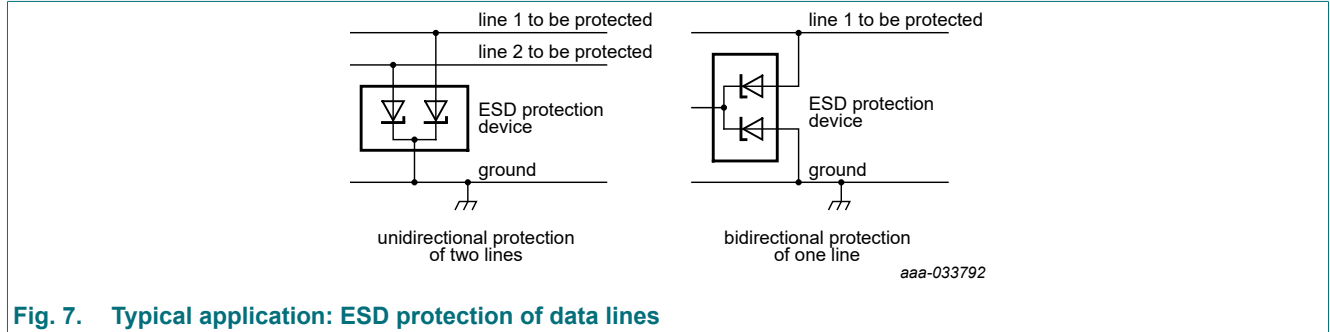 line 1 to be protected
line 2 to be protected
ESD protection
device
ground
unidirectional protection
of two lines
line 1 to be protected
ESD protection
device
ground
bidirectional protection
of one line
aaa-033792
Fig. 7. Typical application: ESD protection of data lines